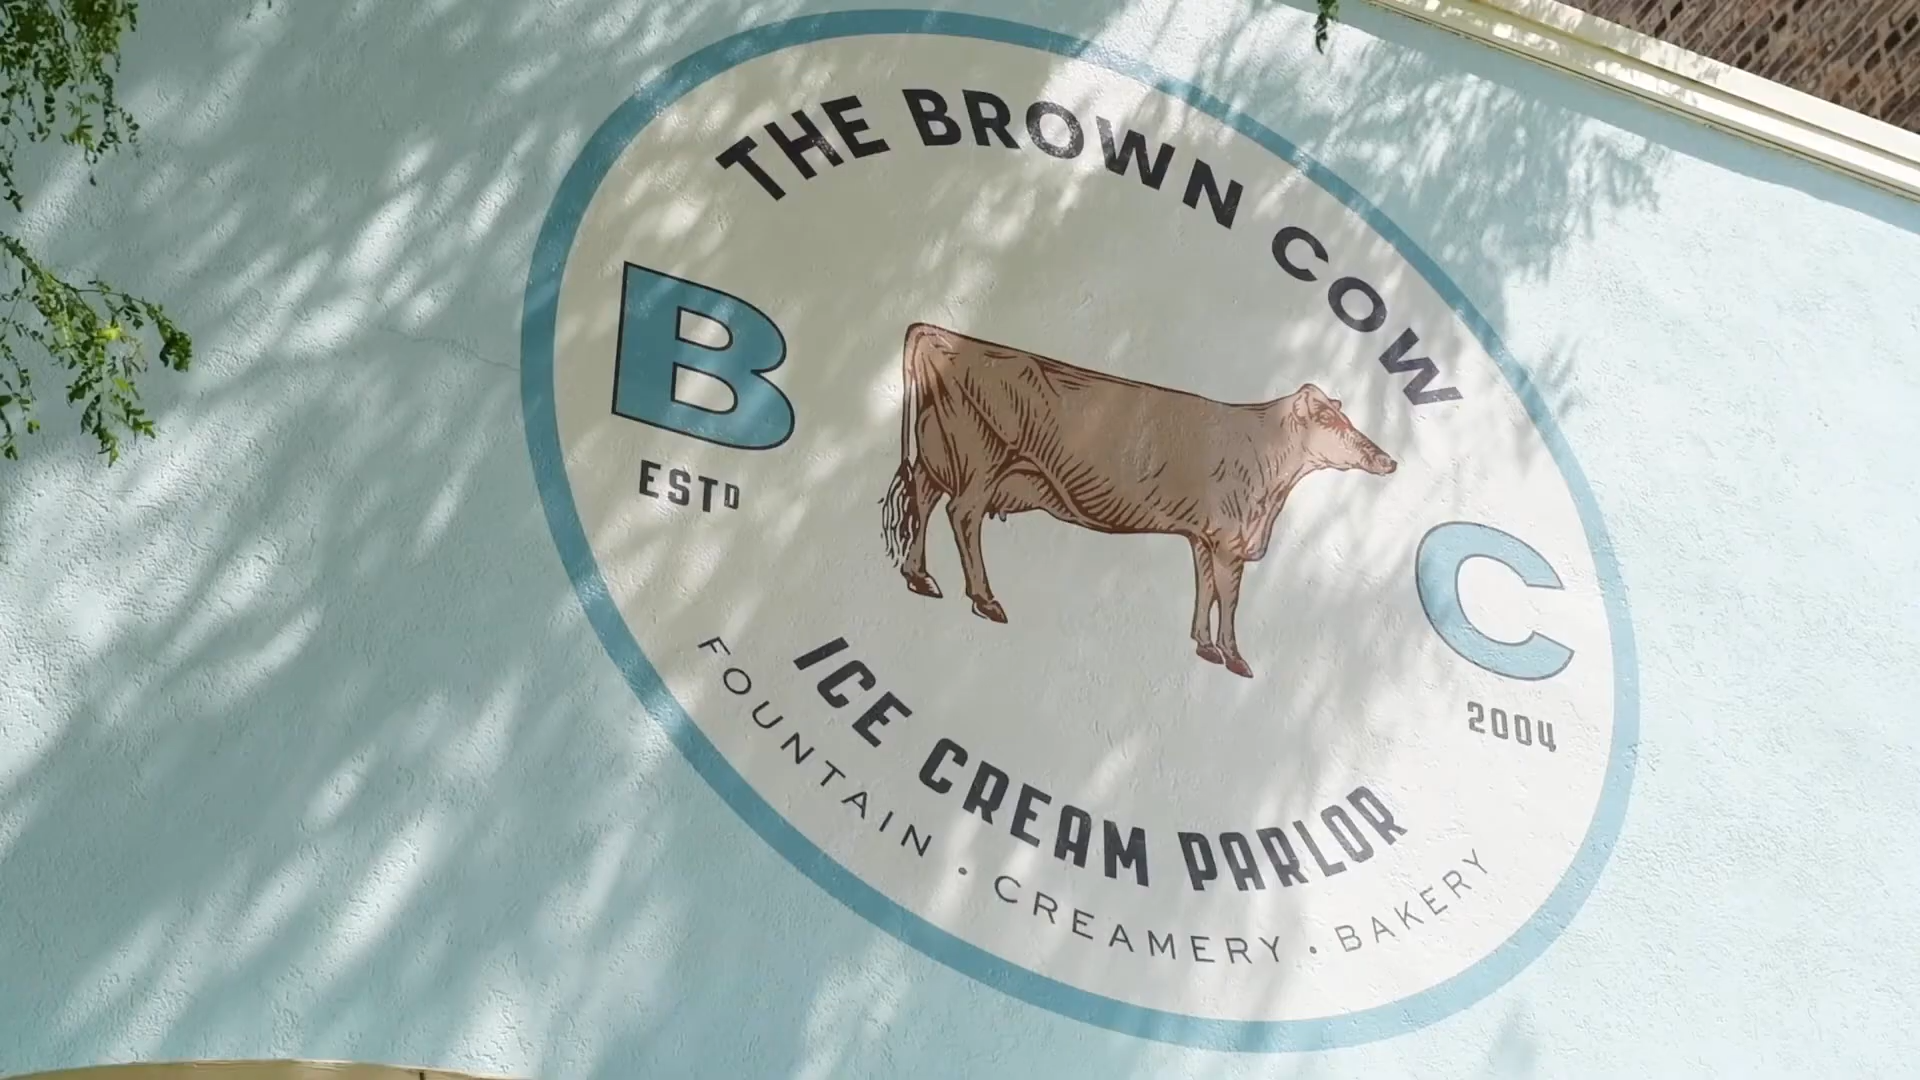 THE BROWN COW
B C
ESTD 2004
ICE CREAM PARLOR
FOUNTAIN · CREAMERY · BAKERY